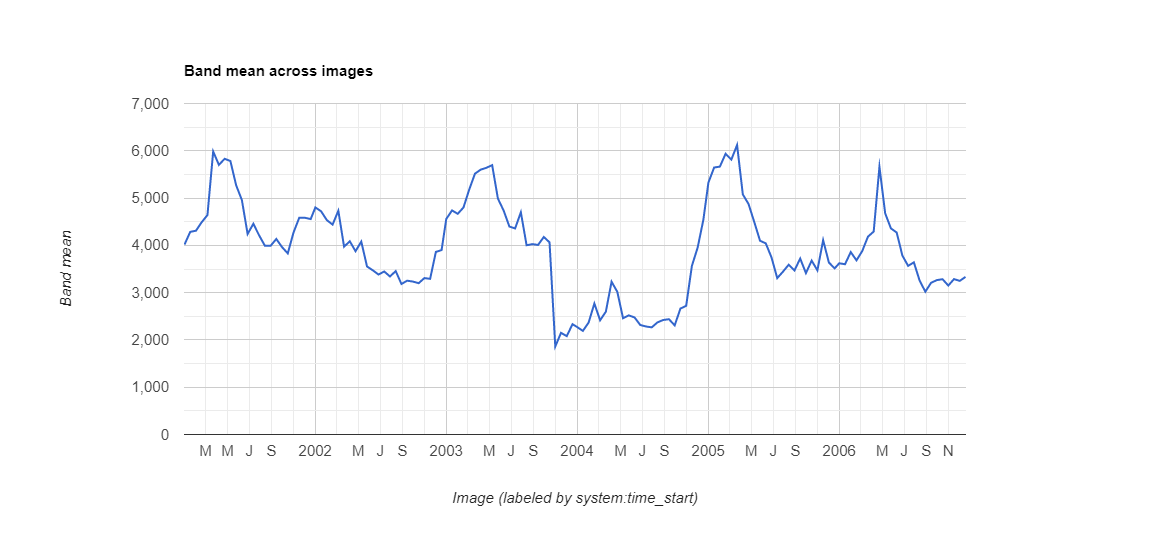 Band mean across images
7,000
6,000
5,000
4,000
3,000
2,000
1,000
0
Band mean
M M J S 2002 M J S 2003 M J S 2004 M J S 2005 M J S 2006 M J S N
Image (labeled by system:time_start)